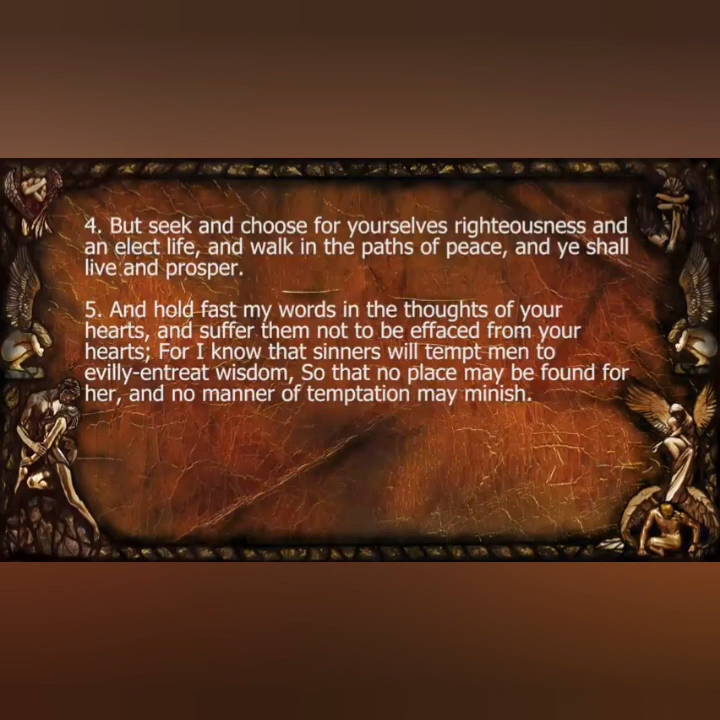 4. But seek and choose for yourselves righteousness and
an elect life, and walk in the paths of peace, and ye shall
live and prosper.
5. And hold fast my words in the thoughts of your
hearts, and suffer them not to be effaced from your
hearts; For I know that sinners will tempt men to
evilly-entreat wisdom, So that no place may be found for
her, and no manner of temptation may minish.